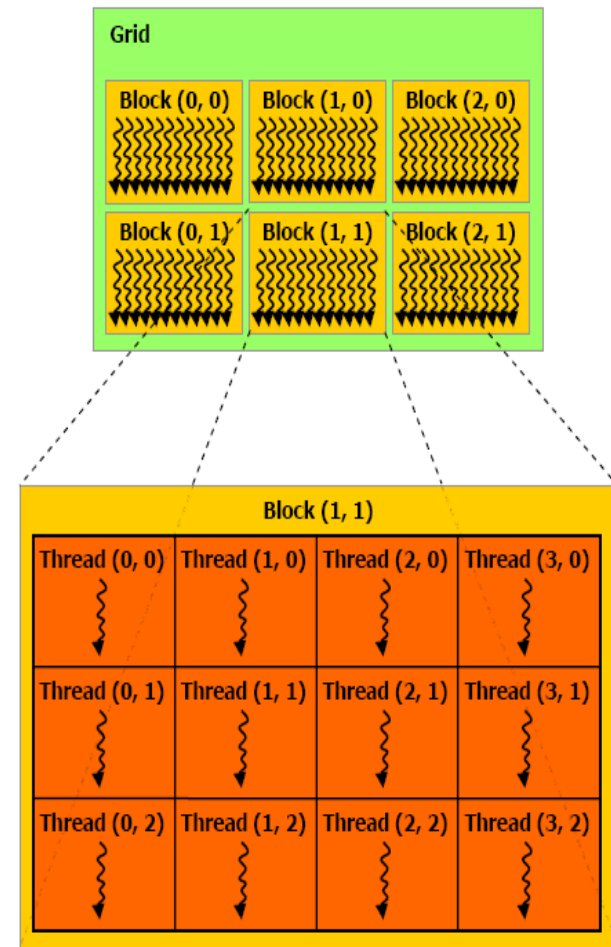 Grid
Block (0, 0) Block (1, 0) Block (2, 0)
Block (0, 1) Block (1, 1) Block (2, 1)
Block (1, 1)
Thread (0, 0) Thread (1, 0) Thread (2, 0) Thread (3, 0)
Thread (0, 1) Thread (1, 1) Thread (2, 1) Thread (3, 1)
Thread (0, 2) Thread (1, 2) Thread (2, 2) Thread (3, 2)